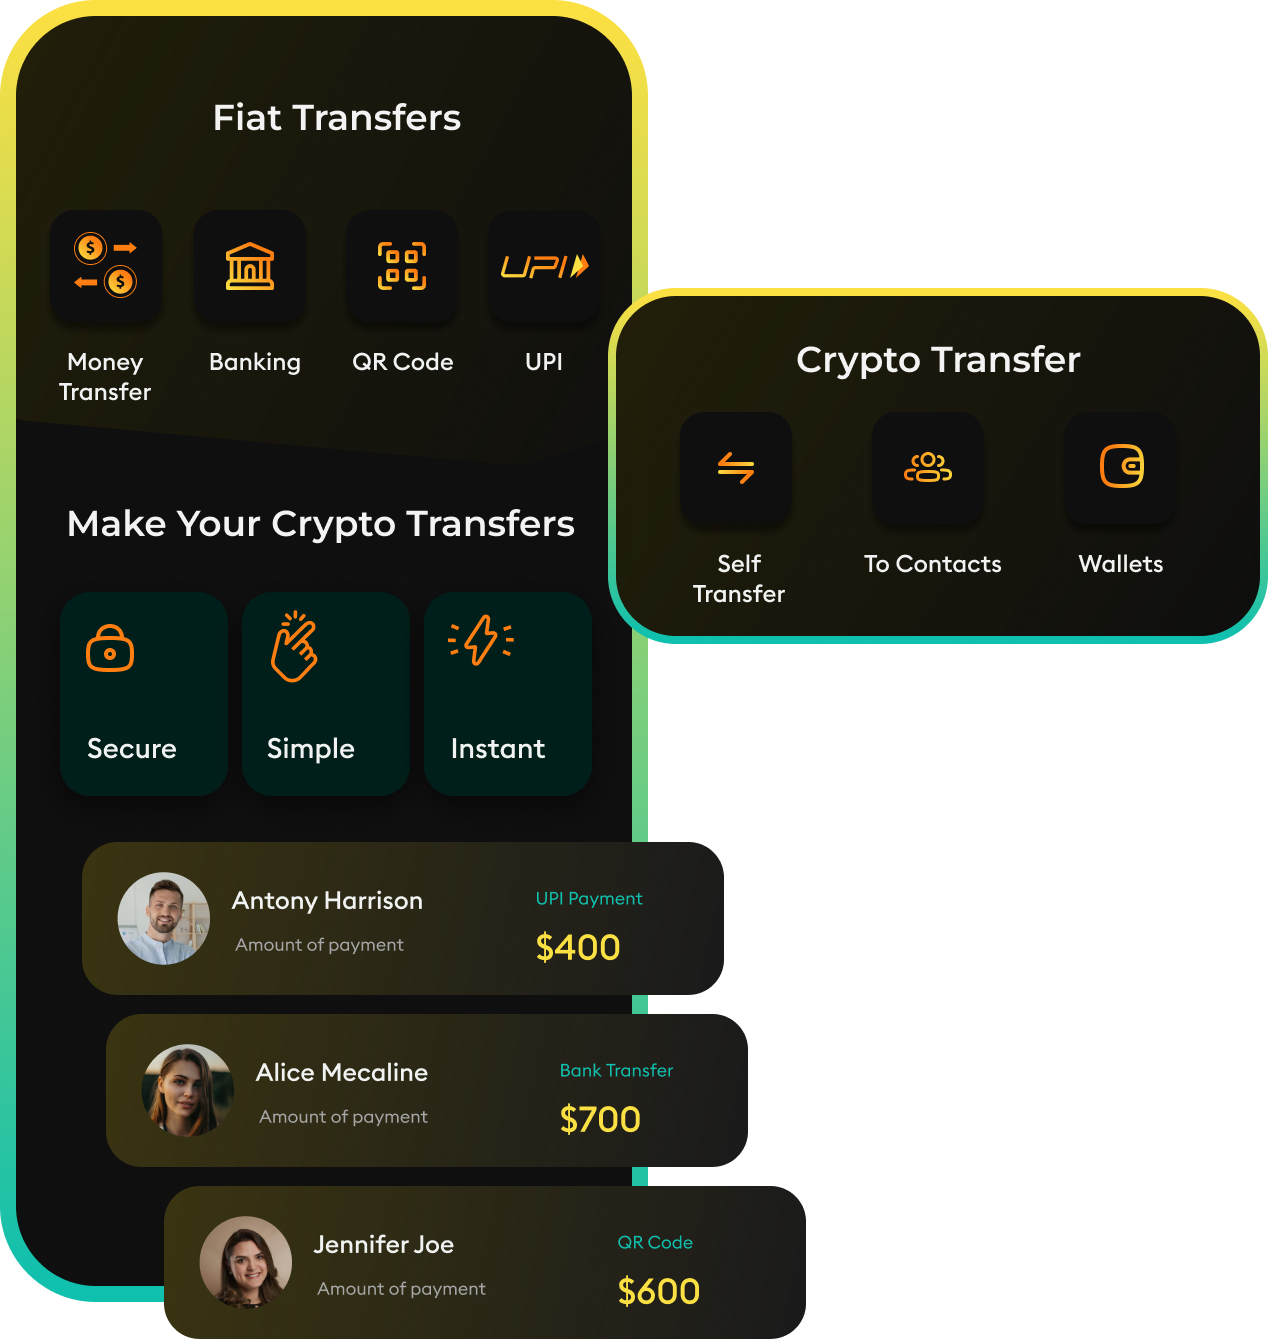 Fiat Transfers
$
$
UPI
Money
Transfer
Banking
QR Code
UPI
Crypto Transfer
Self
Transfer
To Contacts
Wallets
Make Your Crypto Transfers
Secure
Simple
Instant
Antony Harrison
UPI Payment
Amount of payment
$400
Alice Mecaline
Bank Transfer
Amount of payment
$700
Jennifer Joe
QR Code
Amount of payment
$600